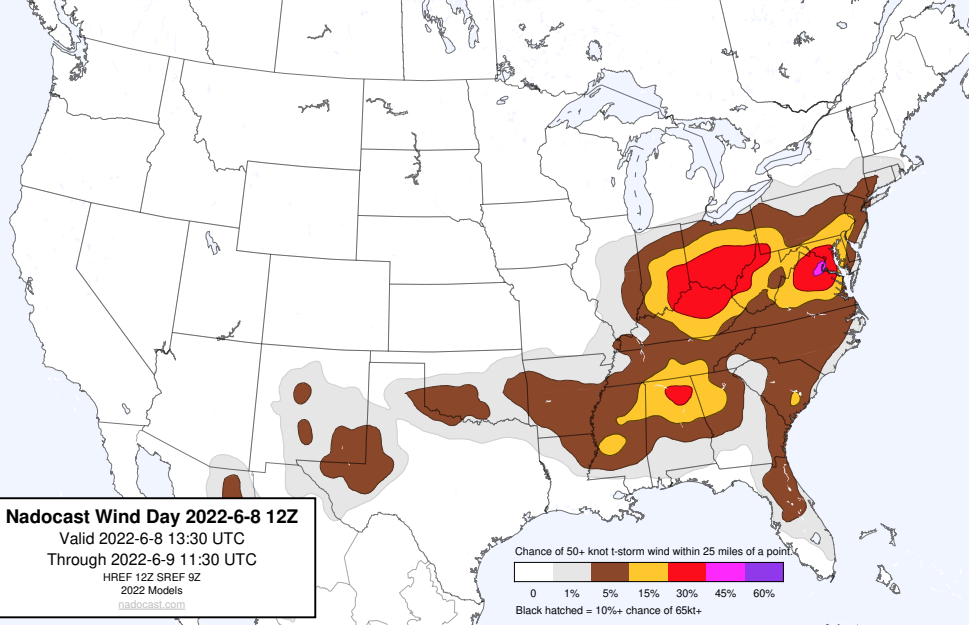 Nadocast Wind Day 2022-6-8 12Z
Valid 2022-6-8 13:30 UTC
Through 2022-6-9 11:30 UTC
HREF 12Z SREF 9Z
2022 Models
nadocast.com
Chance of 50+ knot t-storm wind within 25 miles of a point.
0 1% 5% 15% 30% 45% 60%
Black hatched = 10%+ chance of 65kt+